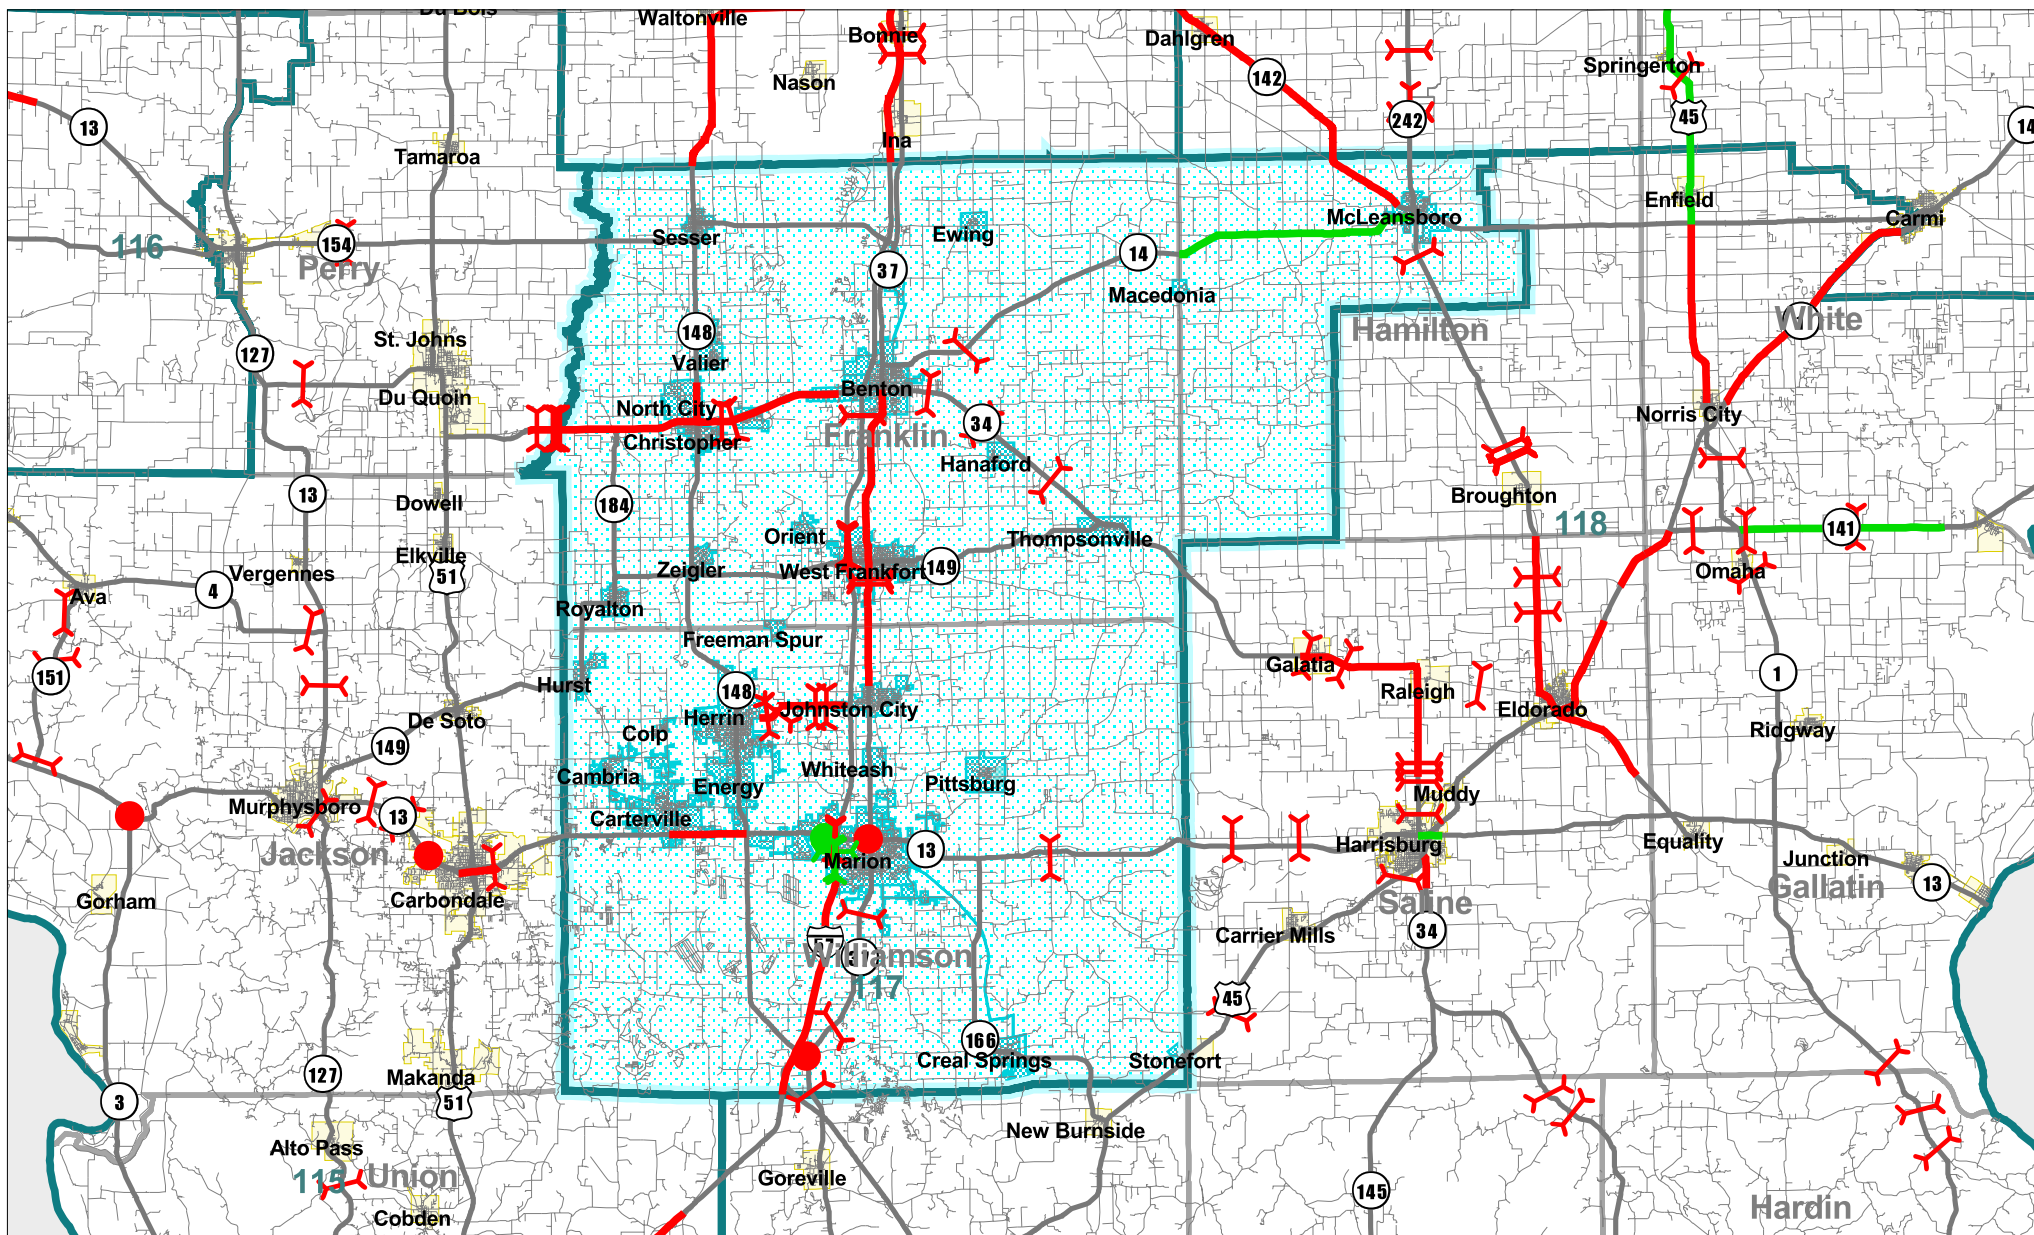 Du Bois
Waltonville
Bonnie
Dahlgren
Nason
142
Springerton
13
242
45
14
Ina
Tamaroa
Enfield
McLeansboro
Carmi
116
154
Perry
Sesser
Ewing
14
37
Macedonia
Hamilton
White
148
St. Johns
127
Valier
Benton
Du Quoin
North City
Norris City
Christopher
Franklin
34
Hanaford
13
Dowell
184
Broughton
118
141
Orient
Thompsonville
Elkville
51
Vergennes
Zeigler
West Frankfort
149
Omaha
4
Ava
Royalton
Freeman Spur
151
Galatia
1
Hurst
148
Raleigh
De Soto
Herrin
Johnston City
Eldorado
Ridgway
149
Colp
Cambria
Whiteash
Energy
Pittsburg
Muddy
Murphysboro
13
Carterville
Harrisburg
Equality
Jackson
Marion
13
Junction
Gallatin
13
Gorham
Carbondale
Saline
34
Carrier Mills
57
Williamson
117
45
166
Creal Springs
Stonefort
127
Makanda
51
3
New Burnside
Alto Pass
115
Union
Goreville
145
Hardin
Cobden